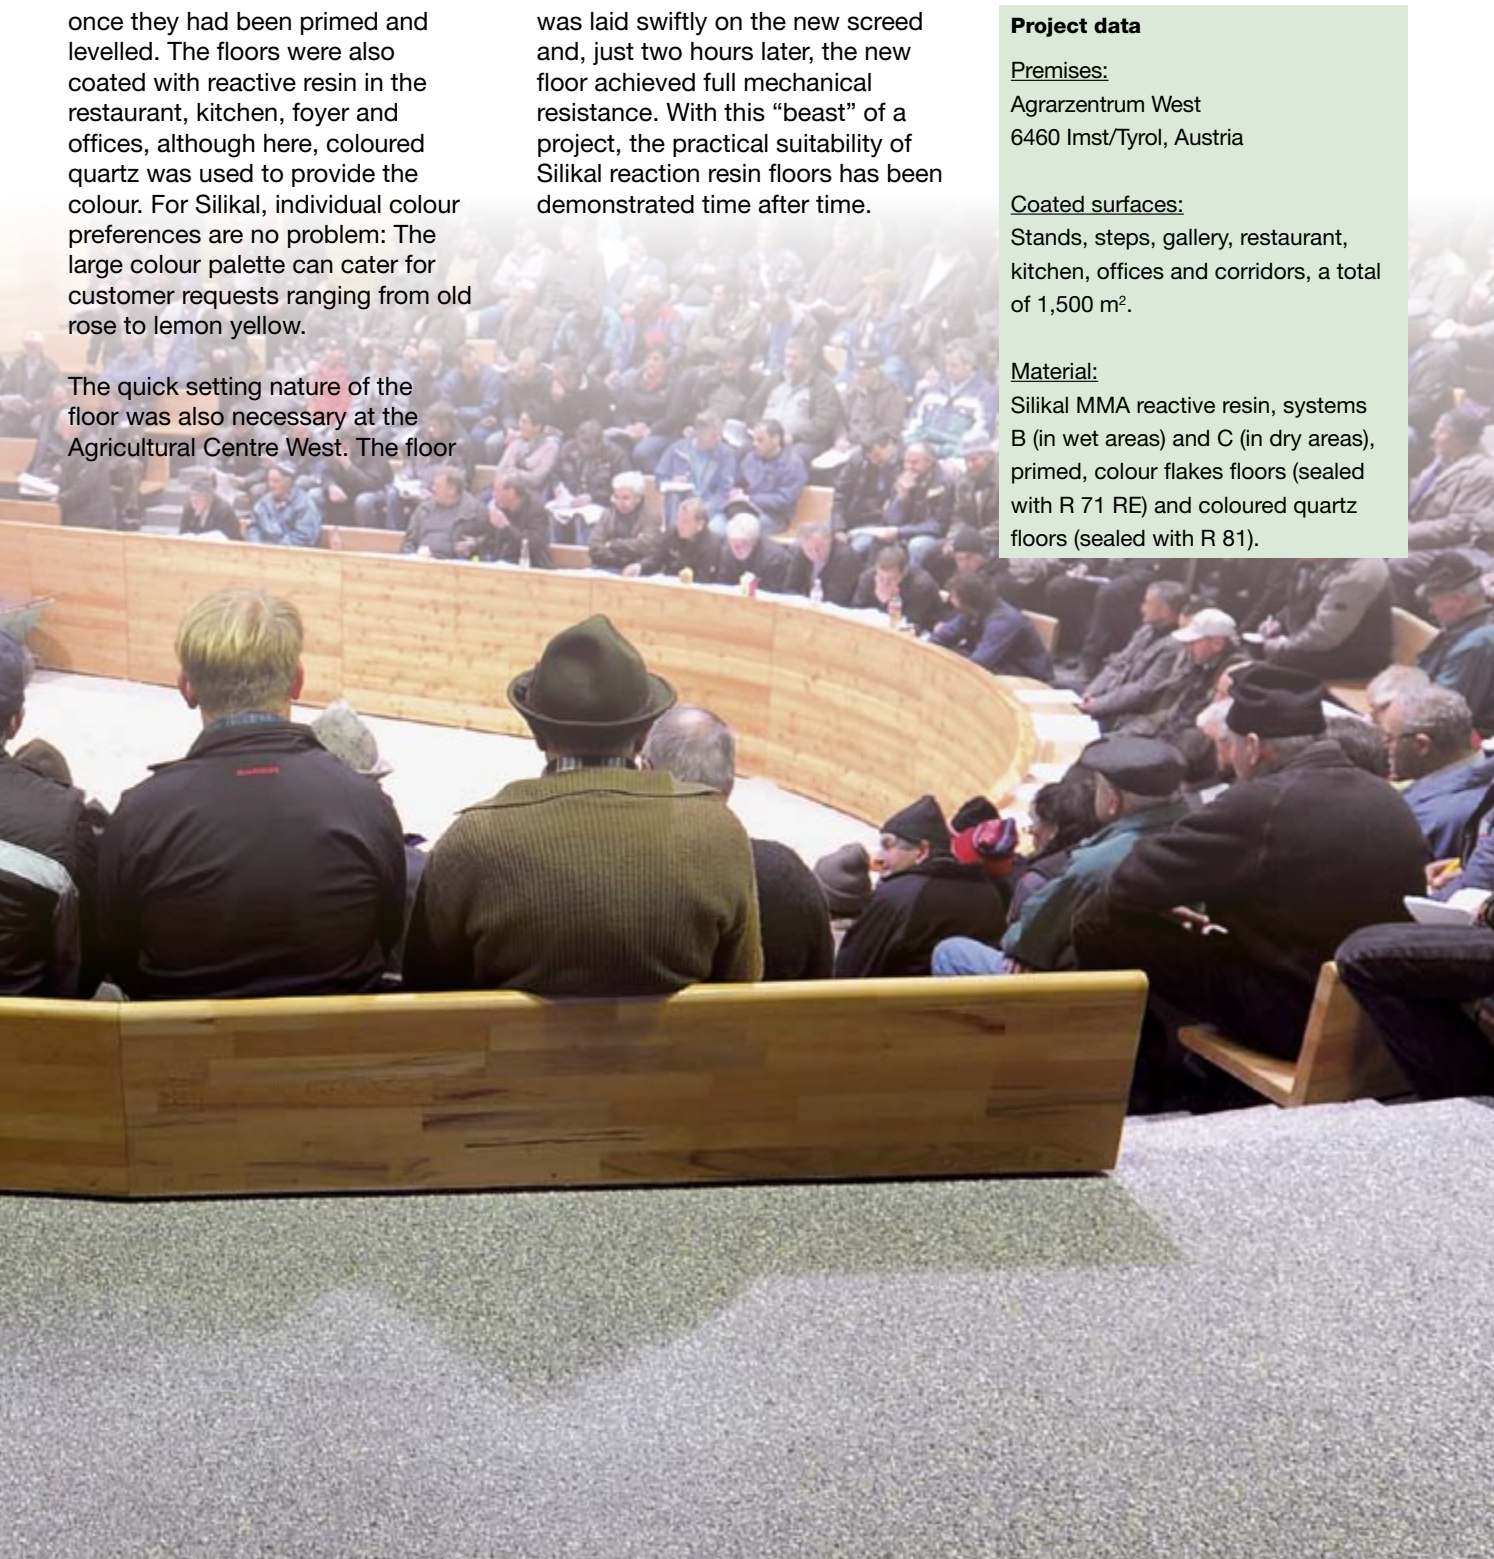 once they had been primed and
levelled. The floors were also
coated with reactive resin in the
restaurant, kitchen, foyer and
offices, although here, coloured
quartz was used to provide the
colour. For Silikal, individual colour
preferences are no problem: The
large colour palette can cater for
customer requests ranging from old
rose to lemon yellow.
The quick setting nature of the
floor was also necessary at the
Agricultural Centre West. The floor
was laid swiftly on the new screed
and, just two hours later, the new
floor achieved full mechanical
resistance. With this “beast” of a
project, the practical suitability of
Silikal reaction resin floors has been
demonstrated time after time.
Project data
Premises:
Agrarzentrum West
6460 Imst/Tyrol, Austria
Coated surfaces:
Stands, steps, gallery, restaurant,
kitchen, offices and corridors, a total
of 1,500 m².
Material:
Silikal MMA reactive resin, systems
B (in wet areas) and C (in dry areas),
primed, colour flakes floors (sealed
with R 71 RE) and coloured quartz
floors (sealed with R 81).